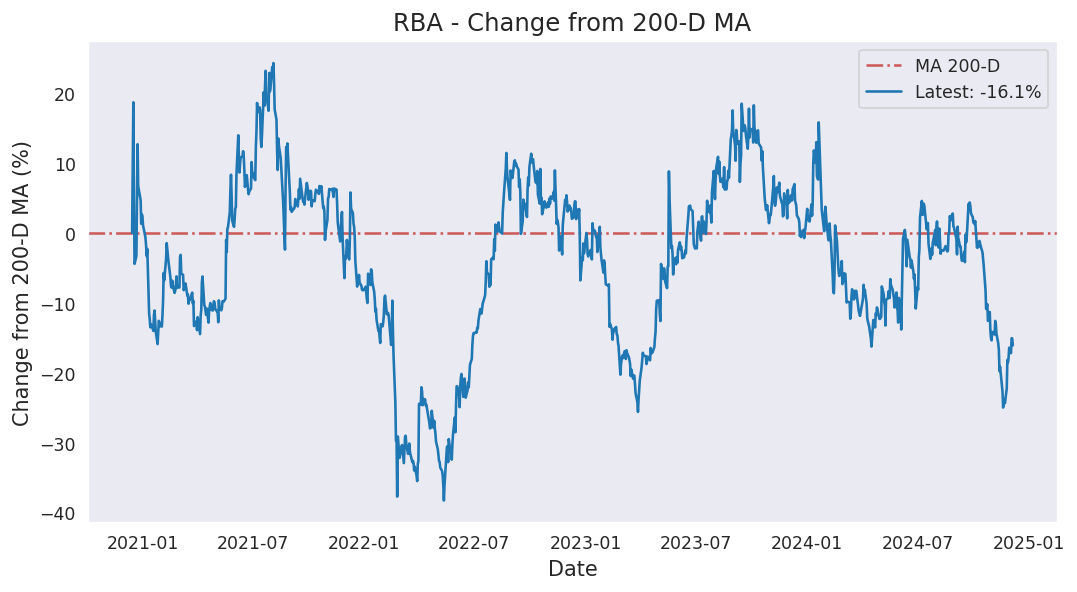 RBA - Change from 200-D MA
MA 200-D
Latest: -16.1%
Change from 200-D MA (%)
20
10
0
−10
−20
−30
−40
2021-01 2021-07 2022-01 2022-07 2023-01 2023-07 2024-01 2024-07 2025-01
Date